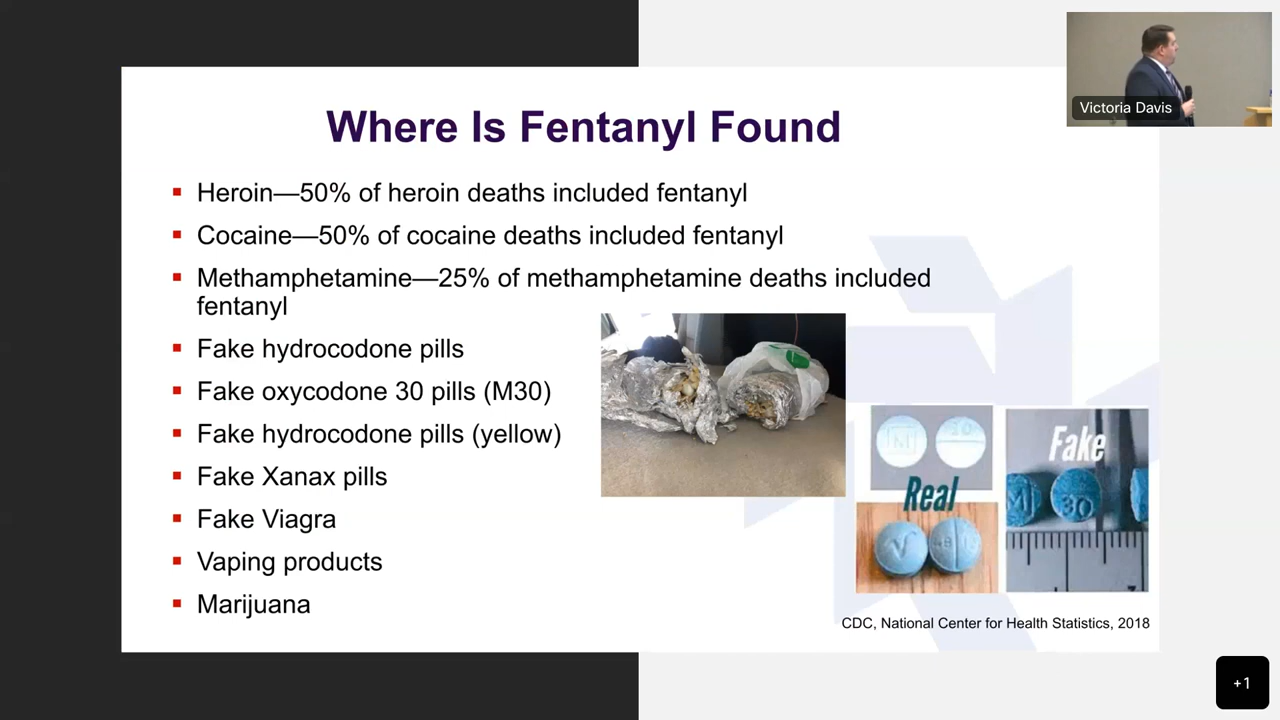 Where Is Fentanyl Found
Heroin—50% of heroin deaths included fentanyl
Cocaine—50% of cocaine deaths included fentanyl
Methamphetamine—25% of methamphetamine deaths included
fentanyl
Fake hydrocodone pills
Fake oxycodone 30 pills (M30)
Fake hydrocodone pills (yellow)
Fake Xanax pills
Fake Viagra
Vaping products
Marijuana
M 30
Real
V 48
Fake
M 30
CDC, National Center for Health Statistics, 2018
Victoria Davis
+1